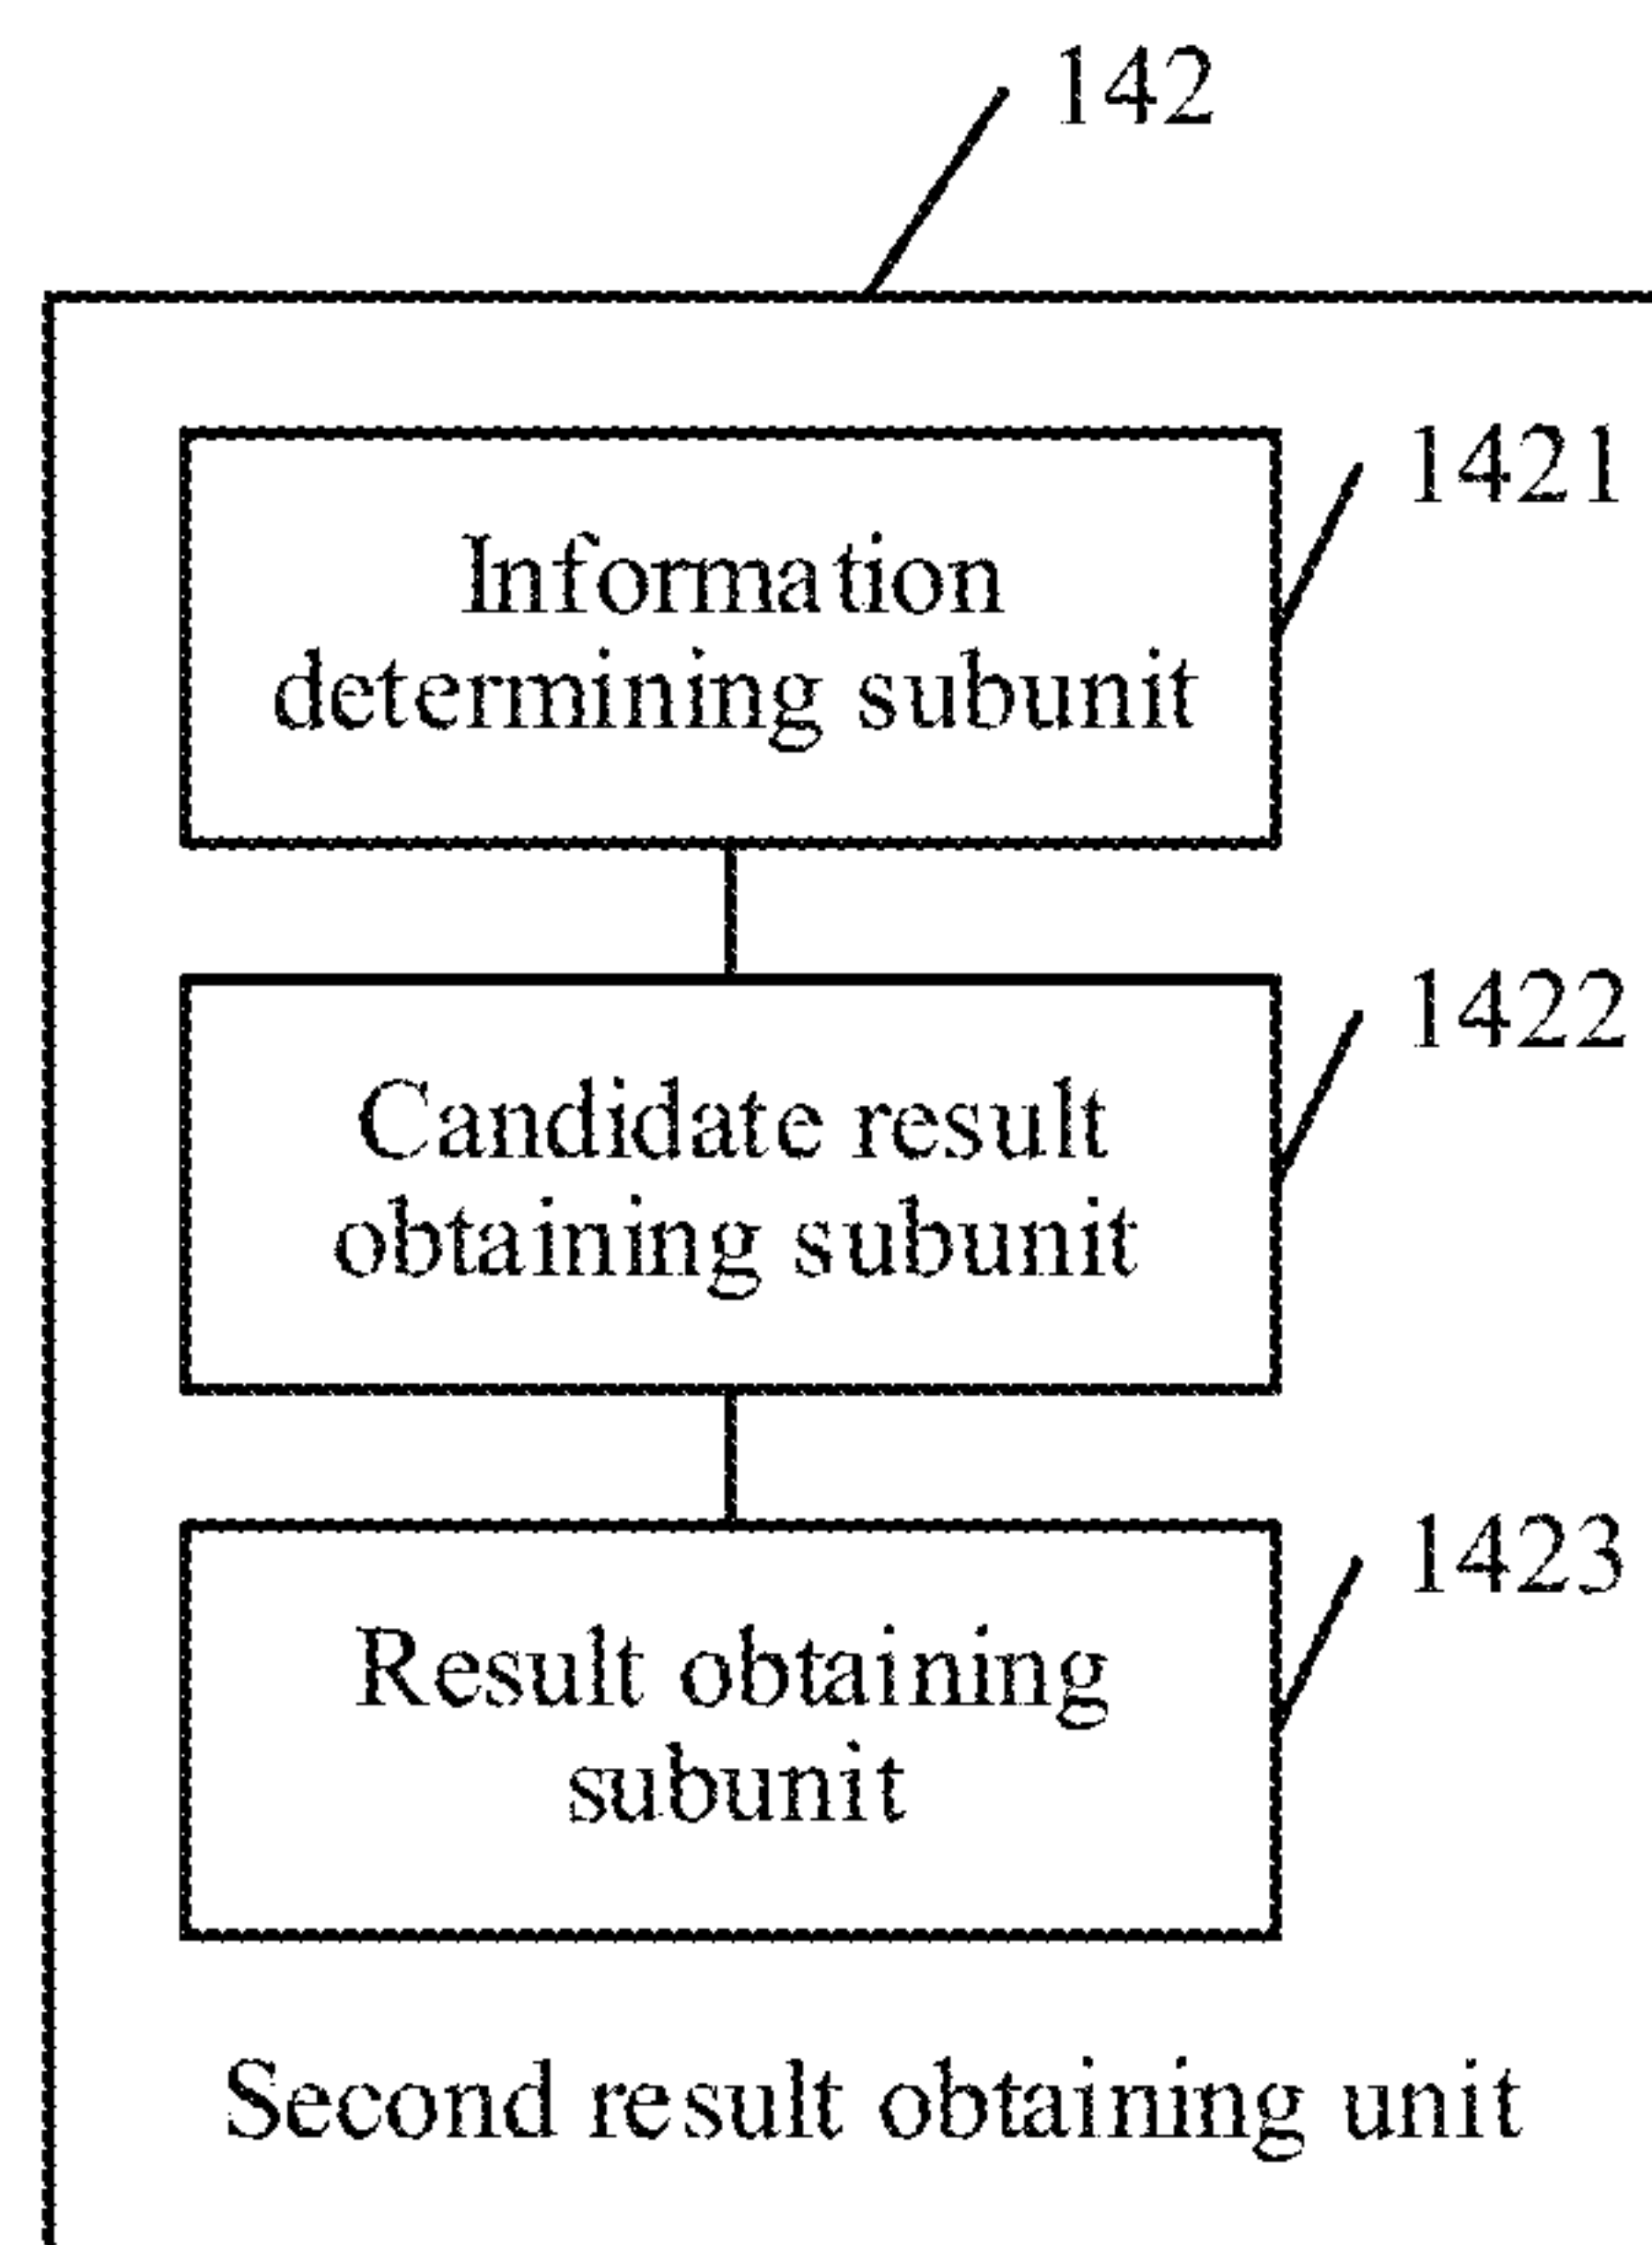 142
1421
Information
determining subunit
1422
Candidate result
obtaining subunit
1423
Result obtaining
subunit
Second result obtaining unit